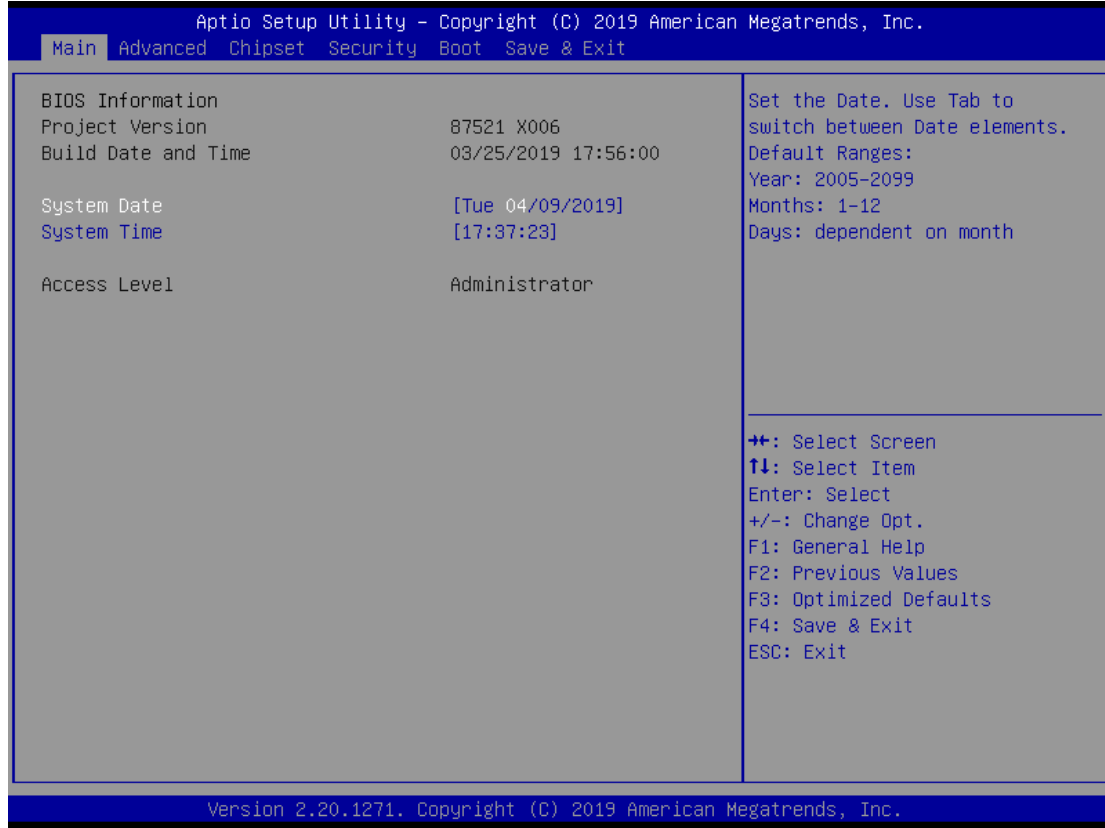 Aptio Setup Utility – Copyright (C) 2019 American Megatrends, Inc.
Main Advanced Chipset Security Boot Save & Exit
BIOS Information
Project Version 87521 X006
Build Date and Time 03/25/2019 17:56:00
System Date [Tue 04/09/2019]
System Time [17:37:23]
Access Level Administrator
Set the Date. Use Tab to
switch between Date elements.
Default Ranges:
Year: 2005-2099
Months: 1-12
Days: dependent on month
→←: Select Screen
↑↓: Select Item
Enter: Select
+/-: Change Opt.
F1: General Help
F2: Previous Values
F3: Optimized Defaults
F4: Save & Exit
ESC: Exit
Version 2.20.1271. Copyright (C) 2019 American Megatrends, Inc.